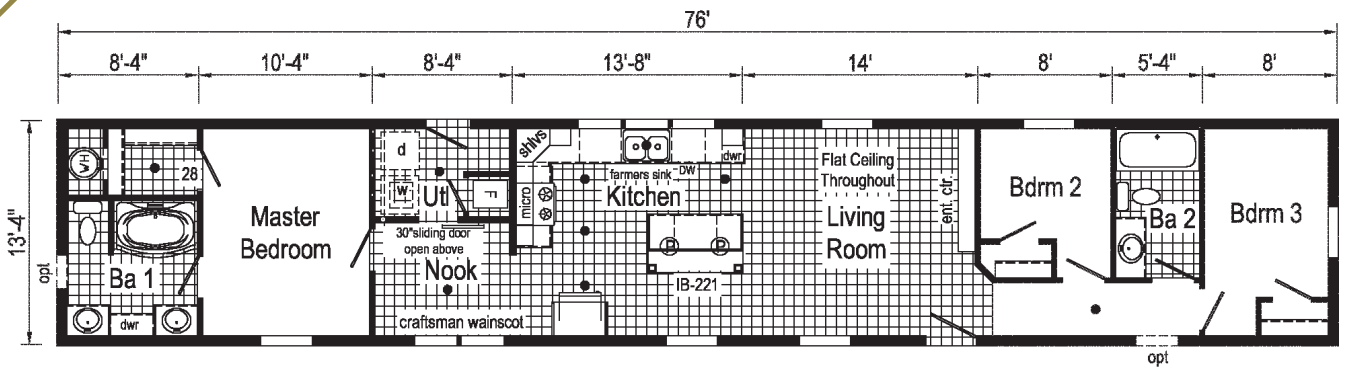 76'
8'-4" 10'-4" 8'-4" 13'-8" 14' 8' 5'-4" 8'
13'-4"
WH
28
Master
Bedroom
opt
Ba 1
dwr
d
w
Utl
F
30"sliding door
open above
Nook
craftsman wainscot
shlvs
micro
farmers sink
DW
dwr
Kitchen
IB-221
Flat Ceiling
Throughout
Living
Room
ent. ctr.
Bdrm 2
Ba 2
Bdrm 3
opt